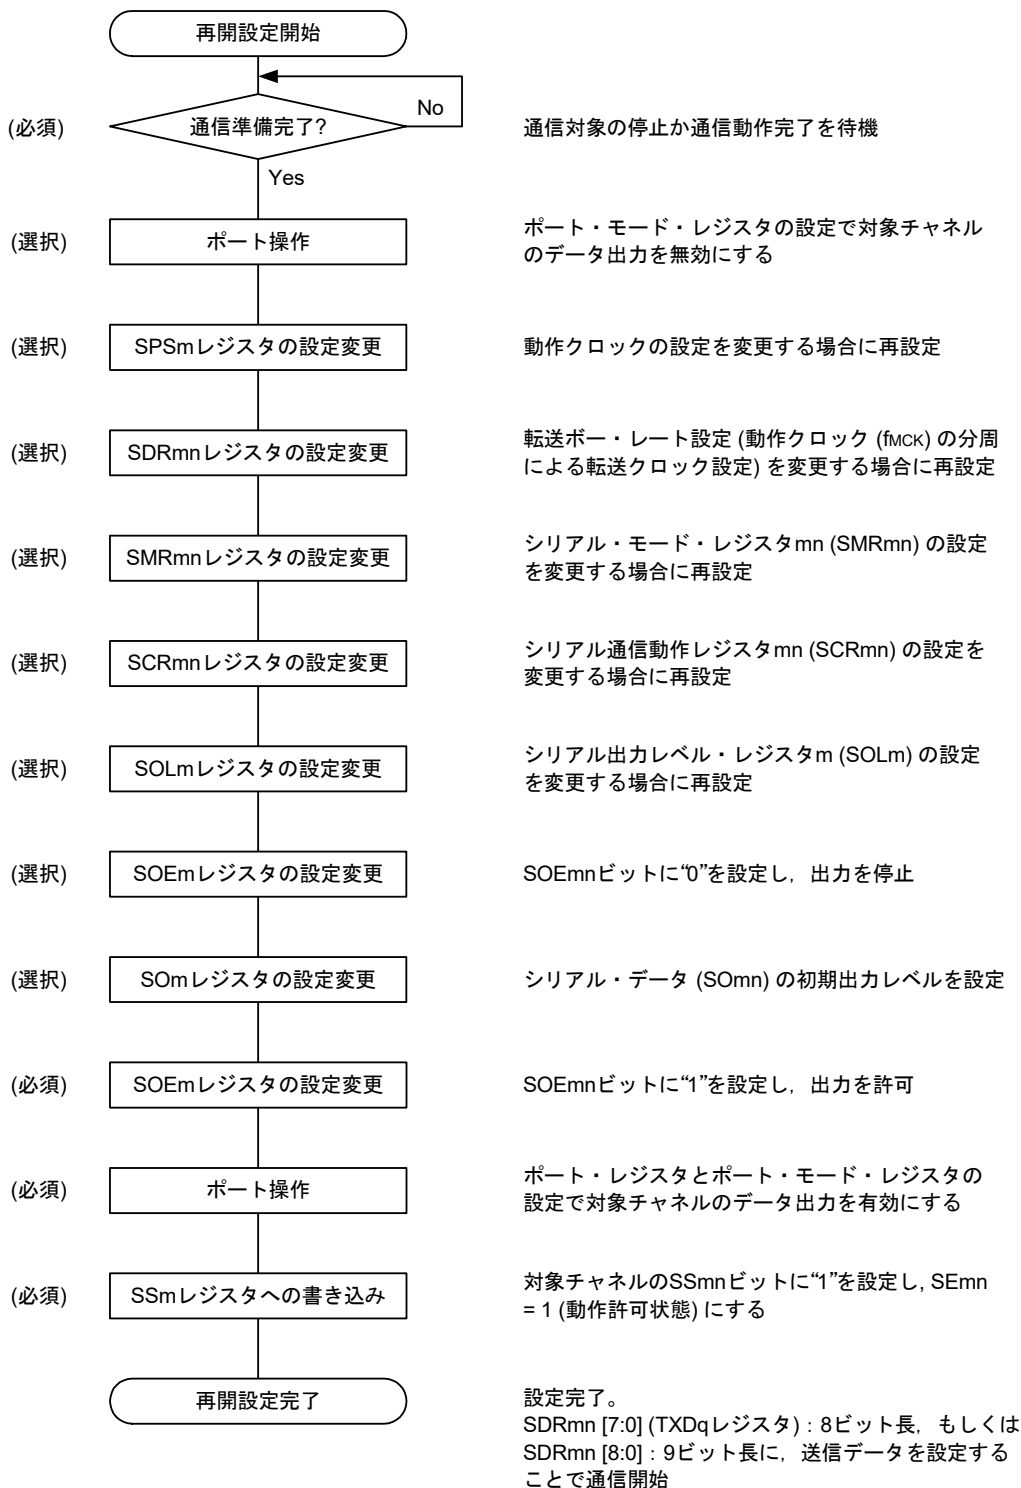 再開設定開始
No
(必須)
通信準備完了?
通信対象の停止か通信動作完了を待機
Yes
(選択)
ポート操作
ポート・モード・レジスタの設定で対象チャネル
のデータ出力を無効にする
(選択)
SPSmレジスタの設定変更
動作クロックの設定を変更する場合に再設定
(選択)
SDRmnレジスタの設定変更
転送ボー・レート設定 (動作クロック (fMCK) の分周
による転送クロック設定) を変更する場合に再設定
(選択)
SMRmnレジスタの設定変更
シリアル・モード・レジスタmn (SMRmn) の設定
を変更する場合に再設定
(選択)
SCRmnレジスタの設定変更
シリアル通信動作レジスタmn (SCRmn) の設定を
変更する場合に再設定
(選択)
SOLmレジスタの設定変更
シリアル出力レベル・レジスタm (SOLm) の設定
を変更する場合に再設定
(選択)
SOEmレジスタの設定変更
SOEmnビットに“0”を設定し，出力を停止
(選択)
SOmレジスタの設定変更
シリアル・データ (SOmn) の初期出力レベルを設定
(必須)
SOEmレジスタの設定変更
SOEmnビットに“1”を設定し，出力を許可
(必須)
ポート操作
ポート・レジスタとポート・モード・レジスタの
設定で対象チャネルのデータ出力を有効にする
(必須)
SSmレジスタへの書き込み
対象チャネルのSSmnビットに“1”を設定し, SEmn
= 1 (動作許可状態) にする
再開設定完了
設定完了。
SDRmn [7:0] (TXDqレジスタ) : 8ビット長，もしくは
SDRmn [8:0] : 9ビット長に，送信データを設定する
ことで通信開始